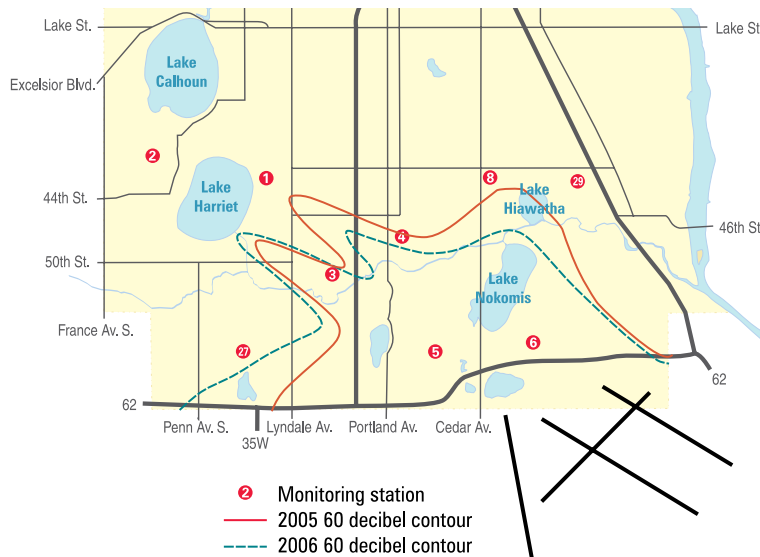 Lake St.
Lake St.
Lake
Calhoun
Excelsior Blvd.
2
1
8
29
Lake
Harriet
Lake
Hiawatha
44th St.
46th St.
4
50th St.
3
Lake
Nokomis
France Av. S.
27
5
6
62
62
Penn Av. S.
Lyndale Av.
Portland Av.
Cedar Av.
35W
2 Monitoring station
2005 60 decibel contour
2006 60 decibel contour